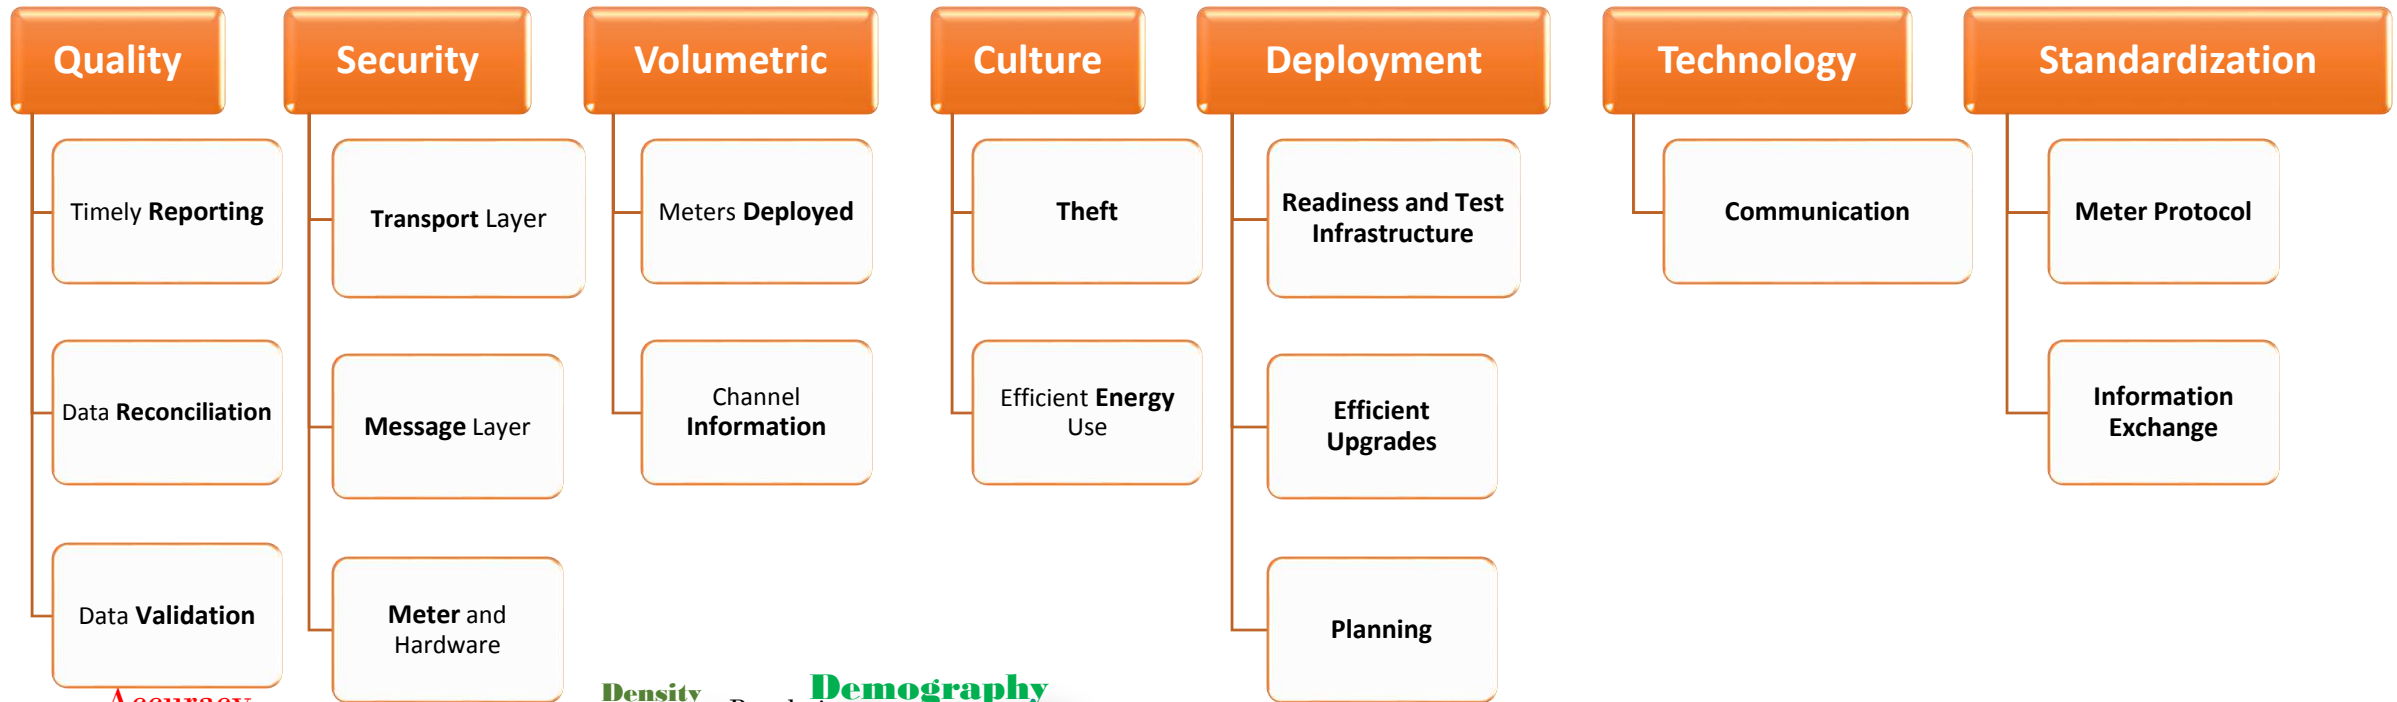 Quality
Timely Reporting
Data Reconciliation
Data Validation
Security
Transport Layer
Message Layer
Meter and
Hardware
Volumetric
Meters Deployed
Channel
Information
Culture
Theft
Efficient Energy
Use
Deployment
Readiness and Test
Infrastructure
Efficient
Upgrades
Planning
Technology
Communication
Standardization
Meter Protocol
Information
Exchange
Accuracy
Density
Demography